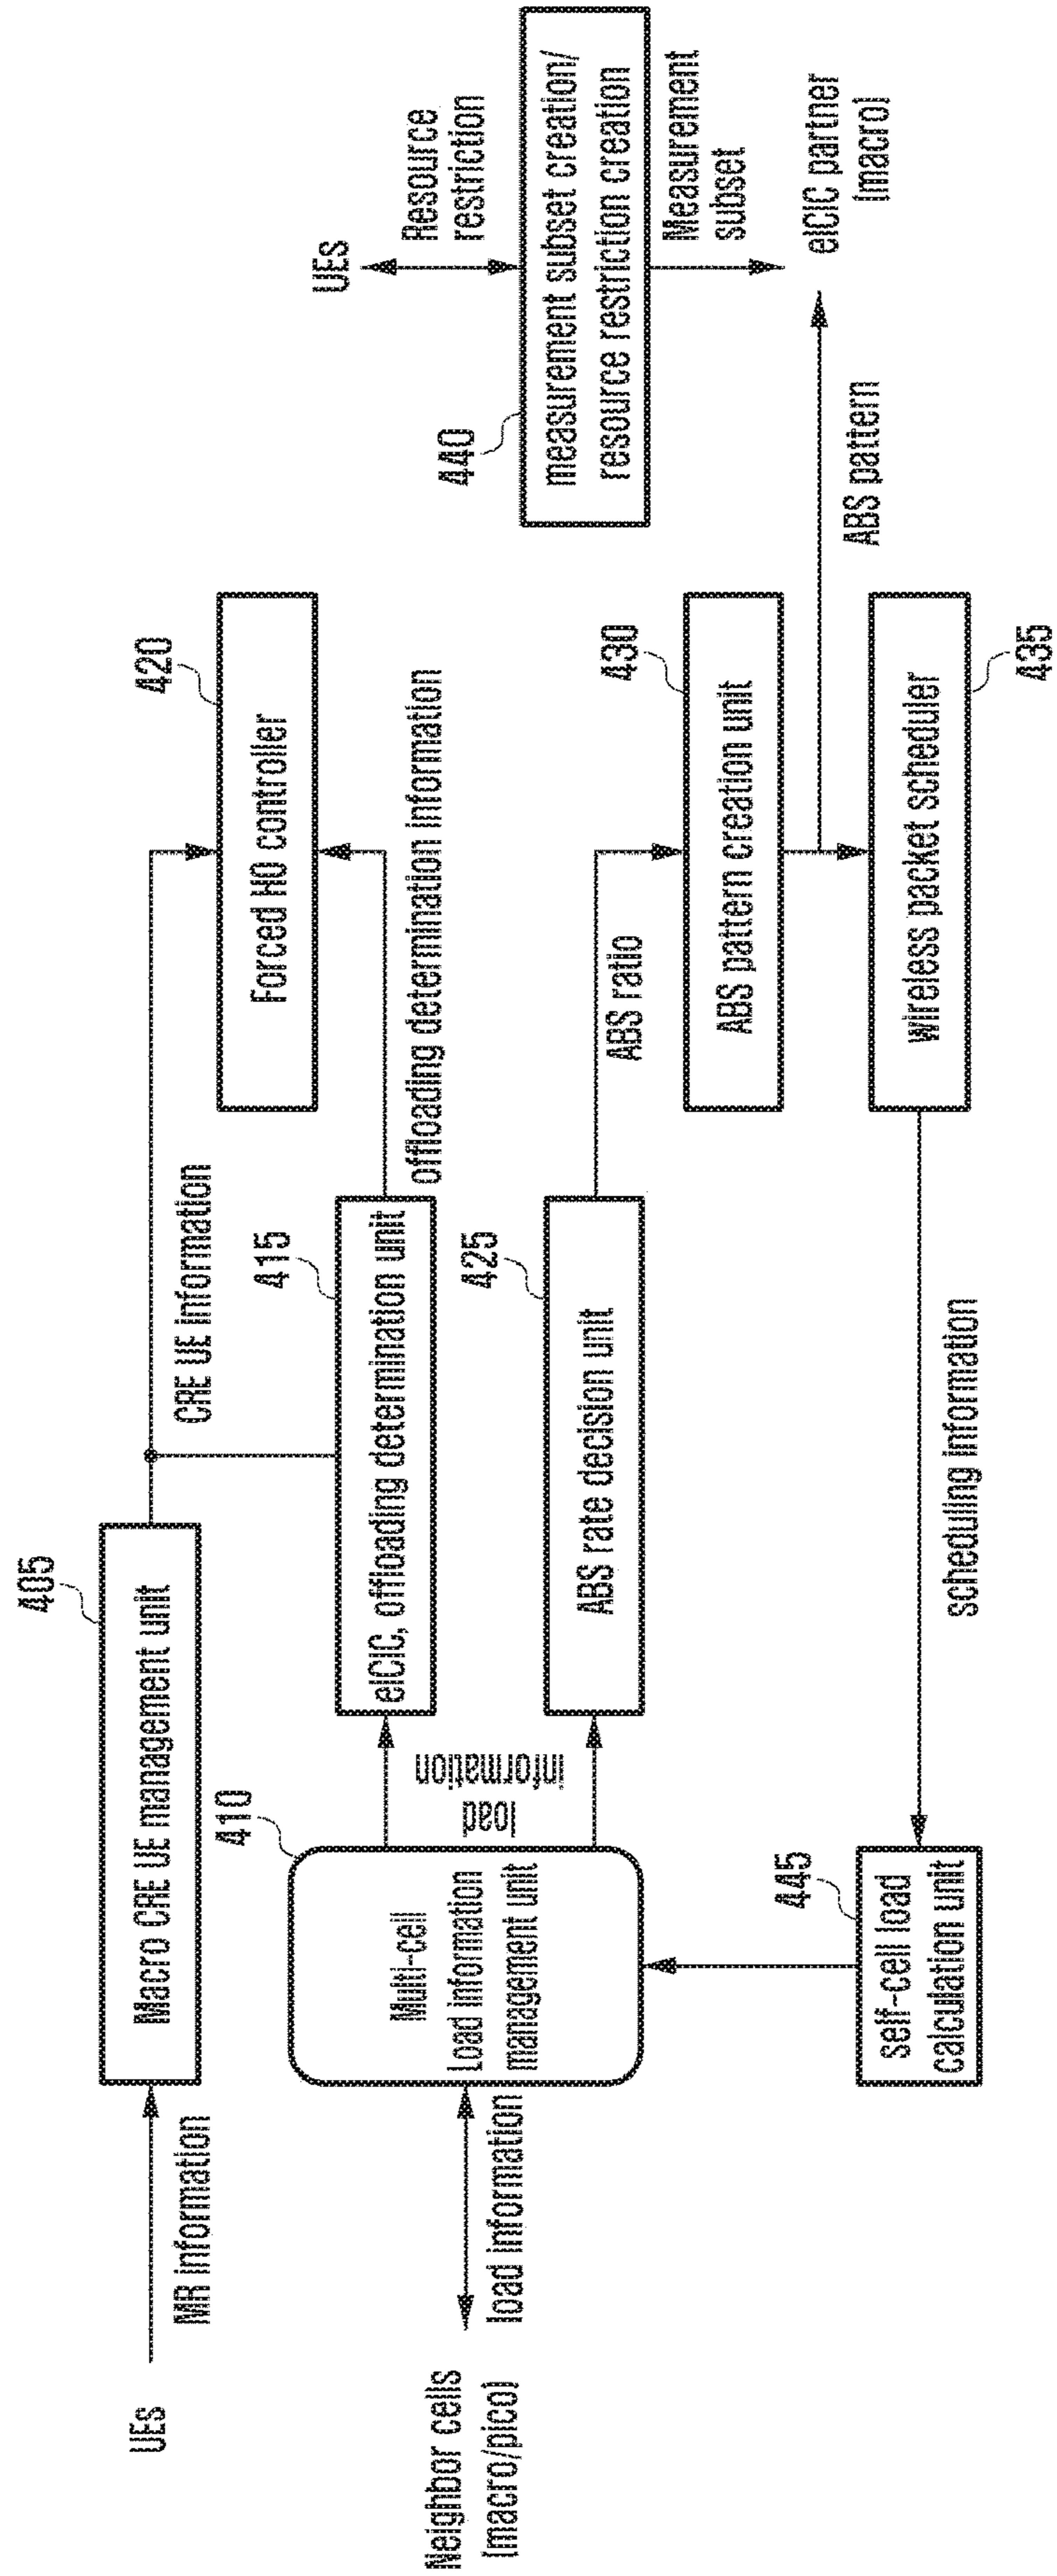 405
Macro CRE UE management unit
UEs
MR information
CRE UE information
420
Forced HO controller
410
Multi-cell
Load information
management unit
Neighbor cells
(macro/pico)
load information
load
information
415
eICIC, offloading determination unit
offloading determination information
425
ABS rate decision unit
ABS ratio
430
ABS pattern creation unit
435
wireless packet scheduler
ABS pattern
scheduling information
445
self-cell load
calculation unit
UEs
Resource
restriction
440
measurement subset creation/
resource restriction creation
Measurement
subset
eICIC partner
(macro)